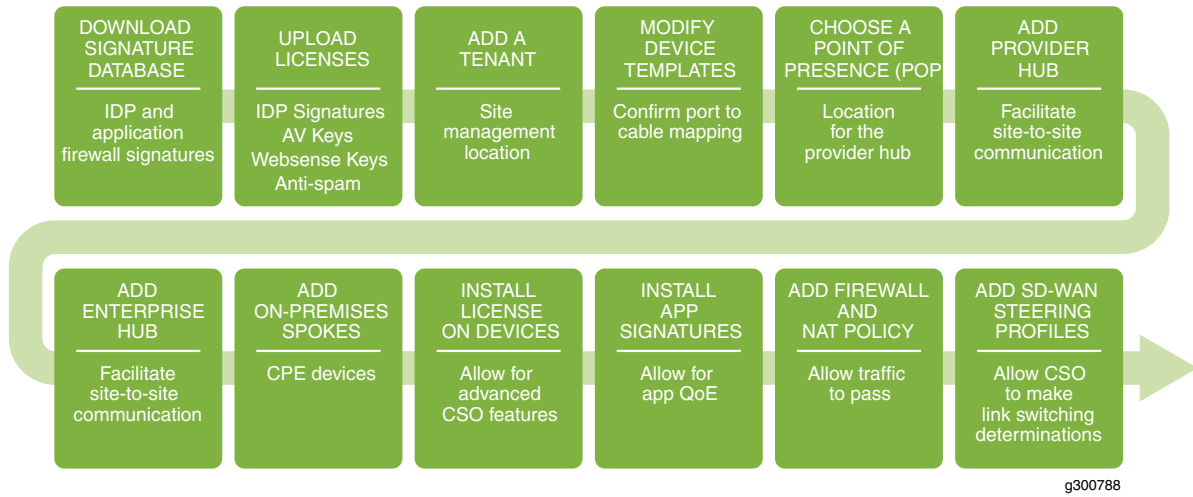 DOWNLOAD
SIGNATURE
DATABASE
IDP and
application
firewall signatures
UPLOAD
LICENSES
IDP Signatures
AV Keys
Websense Keys
Anti-spam
ADD A
TENANT
Site
management
location
MODIFY
DEVICE
TEMPLATES
Confirm port to
cable mapping
CHOOSE A
POINT OF
PRESENCE (POP)
Location
for the
provider hub
ADD
PROVIDER
HUB
Facilitate
site-to-site
communication
ADD
ENTERPRISE
HUB
Facilitate
site-to-site
communication
ADD
ON-PREMISES
SPOKES
CPE devices
INSTALL
LICENSE
ON DEVICES
Allow for
advanced
CSO features
INSTALL
APP
SIGNATURES
Allow for
app QoE
ADD FIREWALL
AND
NAT POLICY
Allow traffic
to pass
ADD SD-WAN
STEERING
PROFILES
Allow CSO
to make
link switching
determinations
g300788